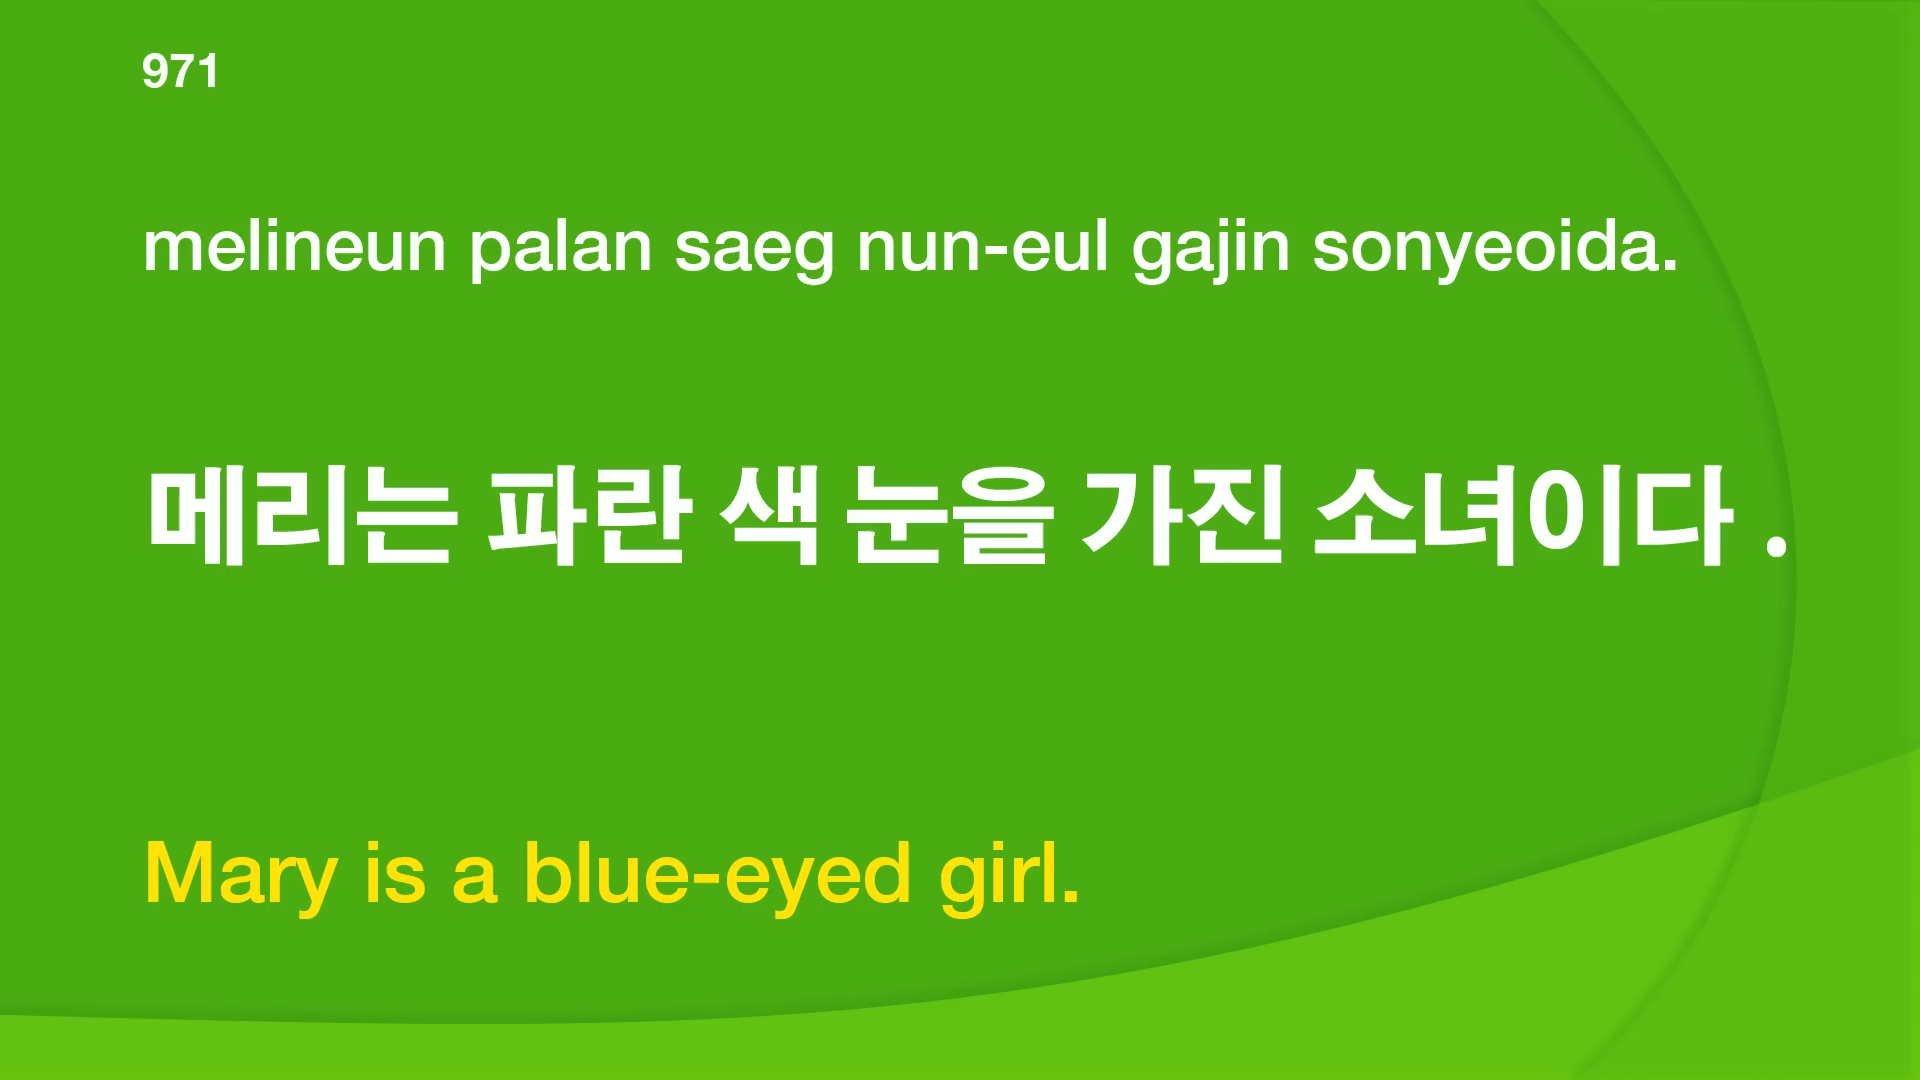 971
melineun palan saeg nun-eul gajin sonyeoida.
메리는 파란 색 눈을 가진 소녀이다 .
Mary is a blue-eyed girl.